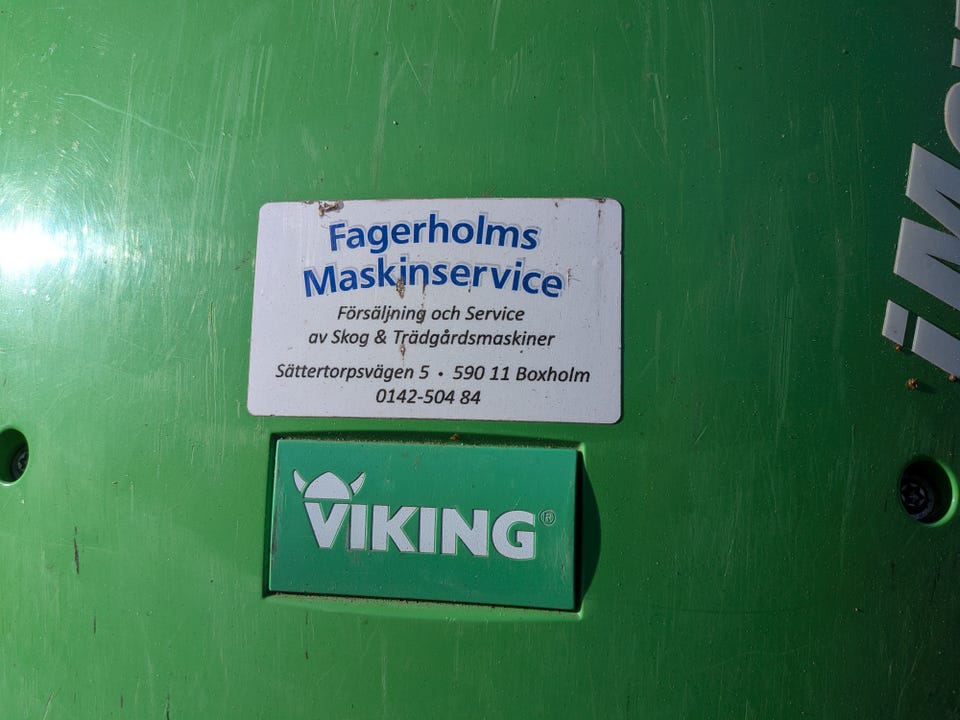 Fagerholms
Maskinservice
Försäljning och Service
av Skog & Trädgårdsmaskiner
Sättertorpsvägen 5 • 590 11 Boxholm
0142-504 84
VIKING®